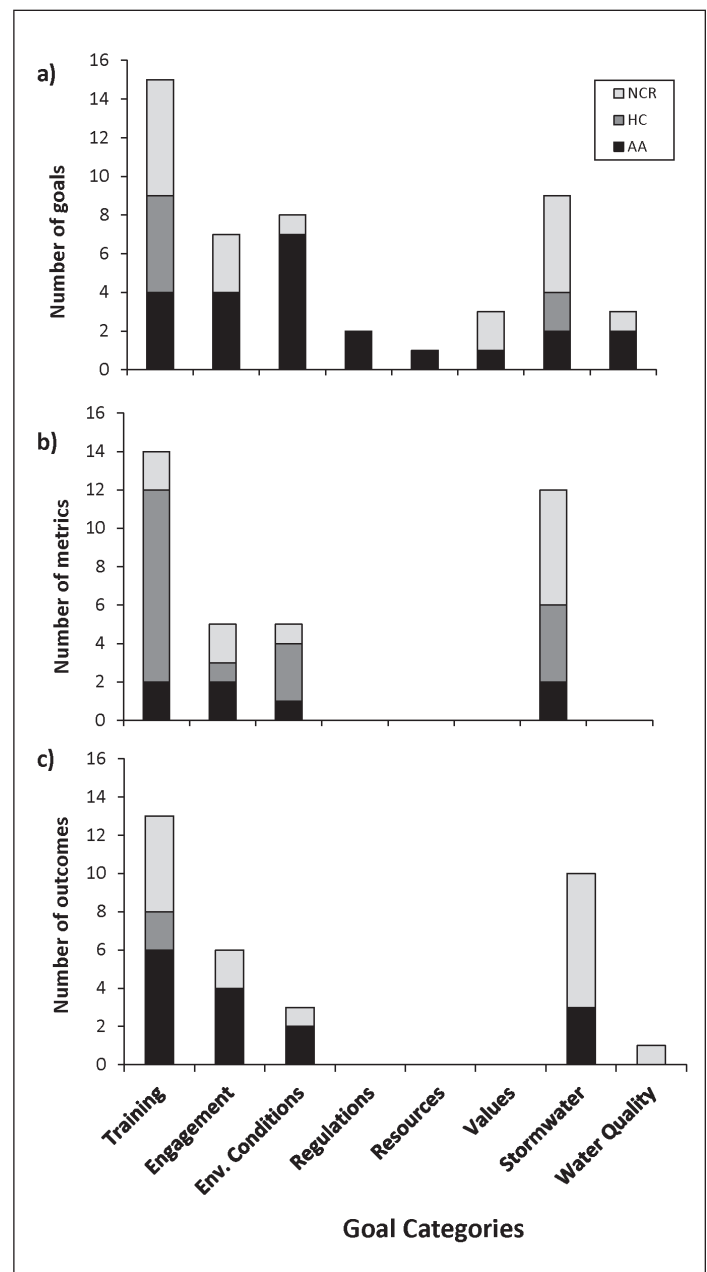 a)
Number of goals
16
14
12
10
8
6
4
2
0
NCR
HC
AA
b)
Number of metrics
16
14
12
10
8
6
4
2
0
c)
Number of outcomes
16
14
12
10
8
6
4
2
0
Training
Engagement
Env. Conditions
Regulations
Resources
Values
Stormwater
Water Quality
Goal Categories